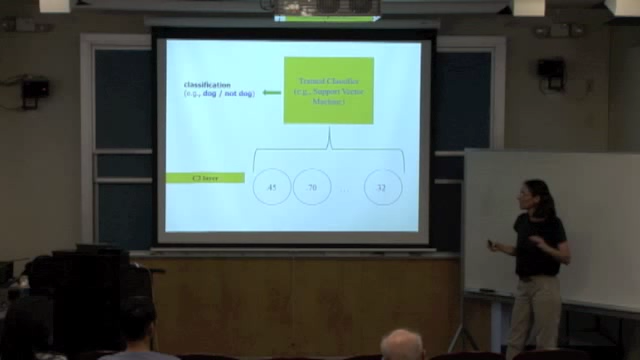 Trained Classifier
(e.g., Support Vector
Machine)
classification
(e.g., dog / not dog)
C2 layer
.45
.70
...
.32